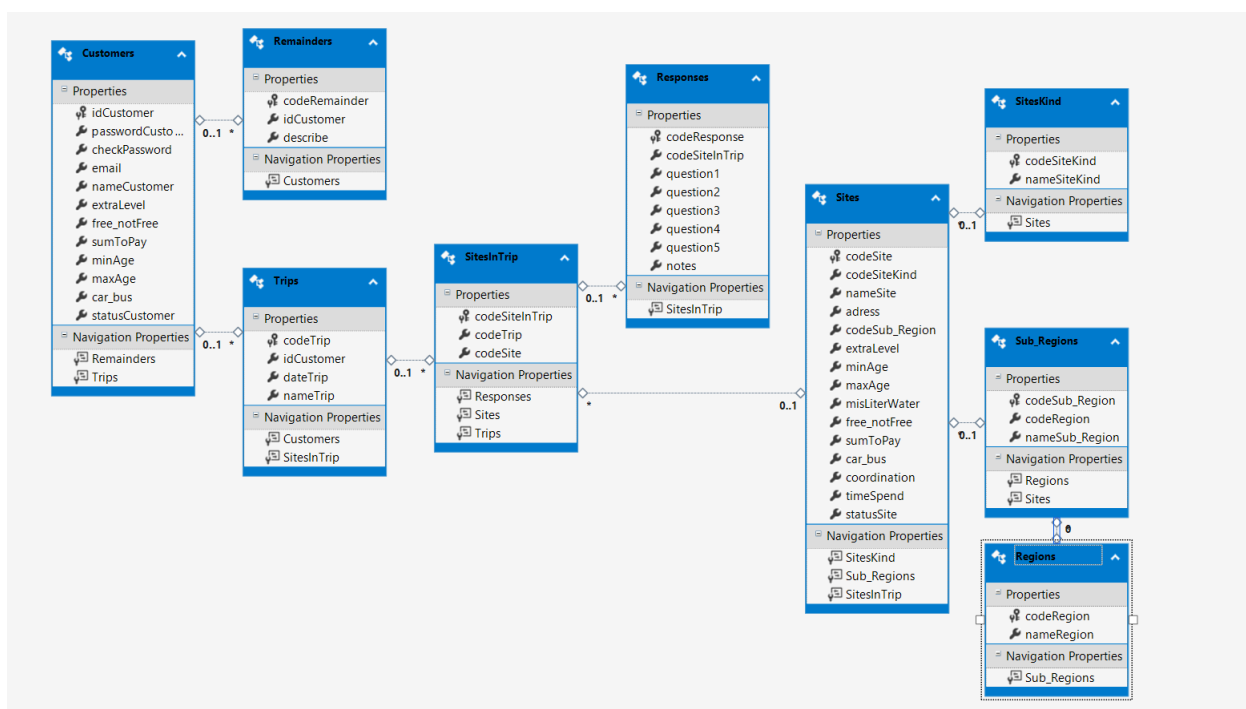 Customers
Properties
idCustomer
passwordCusto...
checkPassword
email
nameCustomer
extraLevel
free_notFree
sumToPay
minAge
maxAge
car_bus
statusCustomer
Navigation Properties
Remainders
Trips
0..1 *
0..1 *
Remainders
Properties
codeRemainder
idCustomer
describe
Navigation Properties
Customers
Trips
Properties
codeTrip
idCustomer
dateTrip
nameTrip
Navigation Properties
Customers
SitesInTrip
0..1 *
SitesInTrip
Properties
codeSiteInTrip
codeTrip
codeSite
Navigation Properties
Responses
Sites
Trips
0..1 *
* 0..1
Responses
Properties
codeResponse
codeSiteInTrip
question1
question2
question3
question4
question5
notes
Navigation Properties
SitesInTrip
Sites
Properties
codeSite
codeSiteKind
nameSite
adress
codeSub_Region
extraLevel
minAge
maxAge
misLiterWater
free_notFree
sumToPay
car_bus
coordination
timeSpend
statusSite
Navigation Properties
SitesKind
Sub_Regions
SitesInTrip
0..1
0..1
SitesKind
Properties
codeSiteKind
nameSiteKind
Navigation Properties
Sites
Sub_Regions
Properties
codeSub_Region
codeRegion
nameSub_Region
Navigation Properties
Regions
Sites
Regions
Properties
codeRegion
nameRegion
Navigation Properties
Sub_Regions